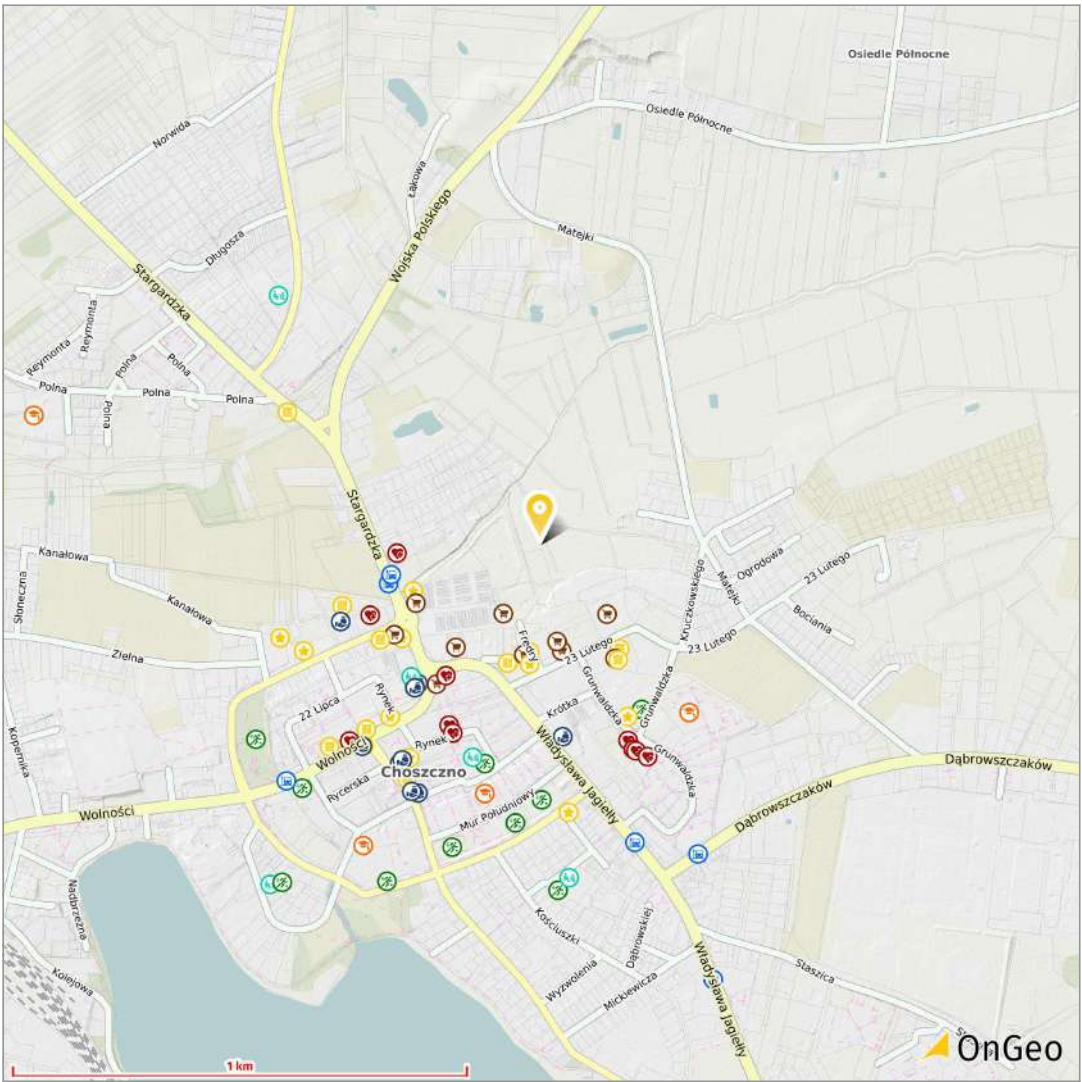 Osiedle Północne
Osiedle Północne
Norwida
Łąkowa
Wojska Polskiego
Matejki
Długosza
Stargardzka
Reymonta
Reymonta
Polna
Polna
Polna
Polna
Polna
Polna
Stargardzka
Kanałowa
Słoneczna
Kanałowa
Zielna
Ogrodowa
23 Lutego
Matejki
Kruczkowskiego
Bociania
23 Lutego
Fredry
23 Lutego
Grunwaldzka
Grunwaldzka
Rynek
22 Lipca
Krótka
Kopernika
Rynek
Wolności
Grunwaldzka
Władysława Jagiełły
Choszczno
Dąbrowszczaków
Rycerska
Wolności
Mur Południowy
Dąbrowszczaków
Nadbrzeżna
Kościuszki
Dąbrowskiej
Kolejowa
Wyzwolenia
Mickiewicza
Staszica
Władysława Jagiełły
OnGeo
1 km